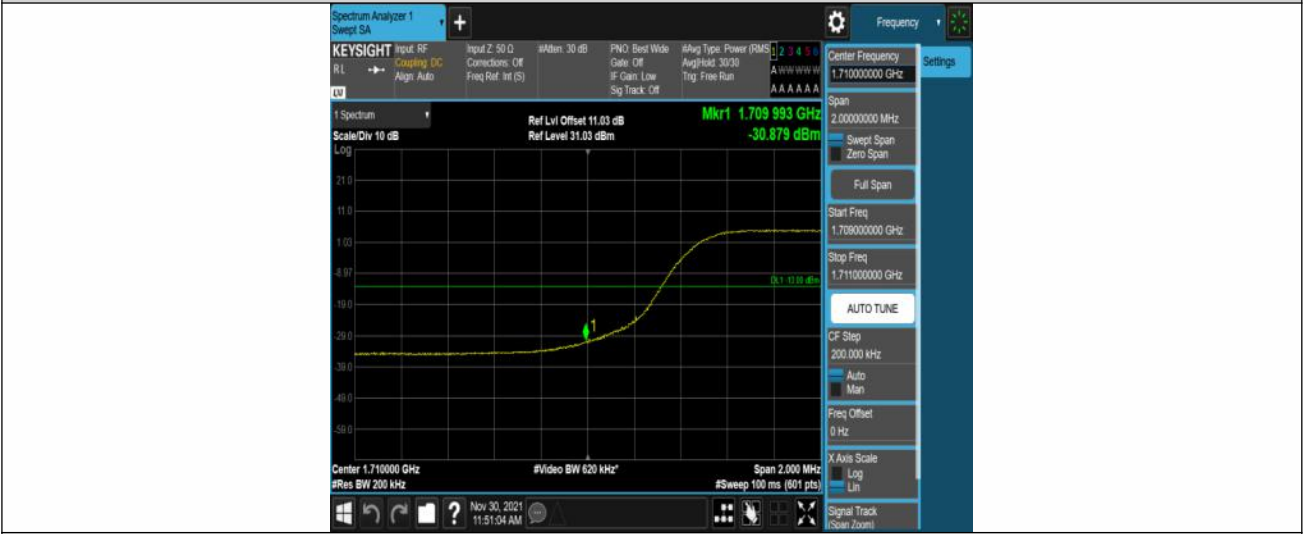 Spectrum Analyzer 1
Swept SA
+
Frequency
KEYSIGHT
RL
Input: RF
Coupling: DC
Align: Auto
Input Z: 50 Ω
Corrections: Off
Freq Ref: Int (S)
#Atten: 30 dB
PNO: Best Wide
Gate: Off
IF Gain: Low
Sig Track: Off
#Avg Type: Power (RMS
Avg|Hold: 30/30
Trig: Free Run
1 2 3 4 5 6
A W W W W W
A A A A A A
1 Spectrum
Scale/Div 10 dB
Log
Ref Lvl Offset 11.03 dB
Ref Level 31.03 dBm
Mkr1 1.709 993 GHz
-30.879 dBm
21.0
11.0
1.03
-8.97
-19.0
-29.0
-39.0
-49.0
-59.0
DL1 -13.00 dBm
1
Center 1.710000 GHz
#Res BW 200 kHz
#Video BW 620 kHz*
Span 2.000 MHz
#Sweep 100 ms (601 pts)
?
Nov 30, 2021
11:51:04 AM
Center Frequency
1.710000000 GHz
Settings
Span
2.00000000 MHz
Swept Span
Zero Span
Full Span
Start Freq
1.709000000 GHz
Stop Freq
1.711000000 GHz
AUTO TUNE
CF Step
200.000 kHz
Auto
Man
Freq Offset
0 Hz
X Axis Scale
Log
Lin
Signal Track
(Span Zoom)